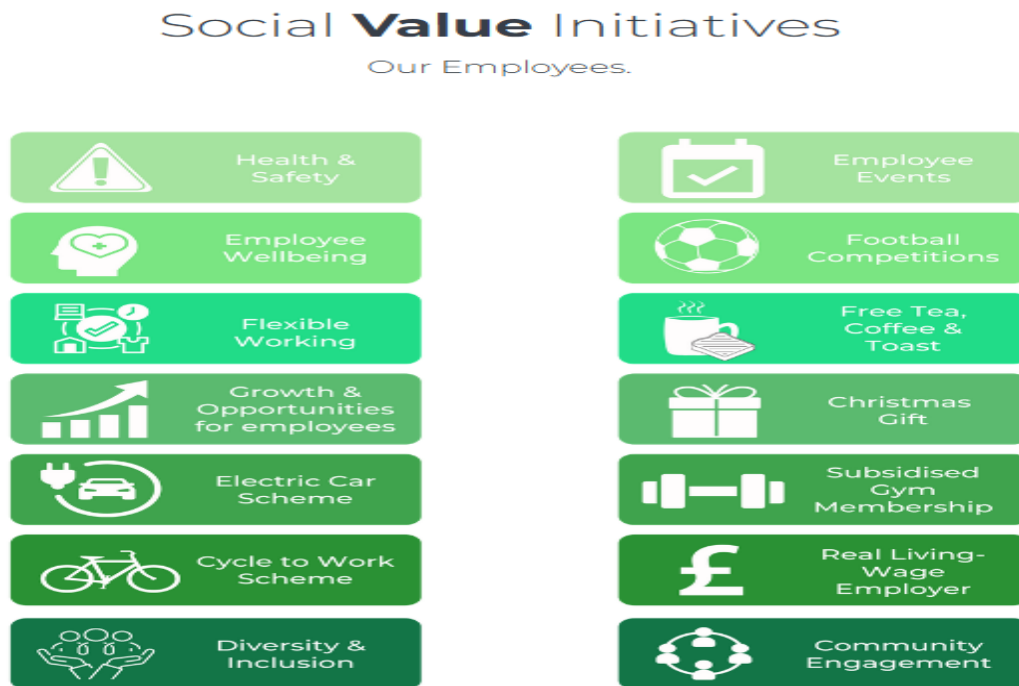 Social Value Initiatives
Our Employees.
Health &
Safety
Employee
Wellbeing
Flexible
Working
Growth &
Opportunities
for employees
Electric Car
Scheme
Cycle to Work
Scheme
Diversity &
Inclusion
Employee
Events
Football
Competitions
Free Tea,
Coffee &
Toast
Christmas
Gift
Subsidised
Gym
Membership
£
Real Living-
Wage
Employer
Community
Engagement